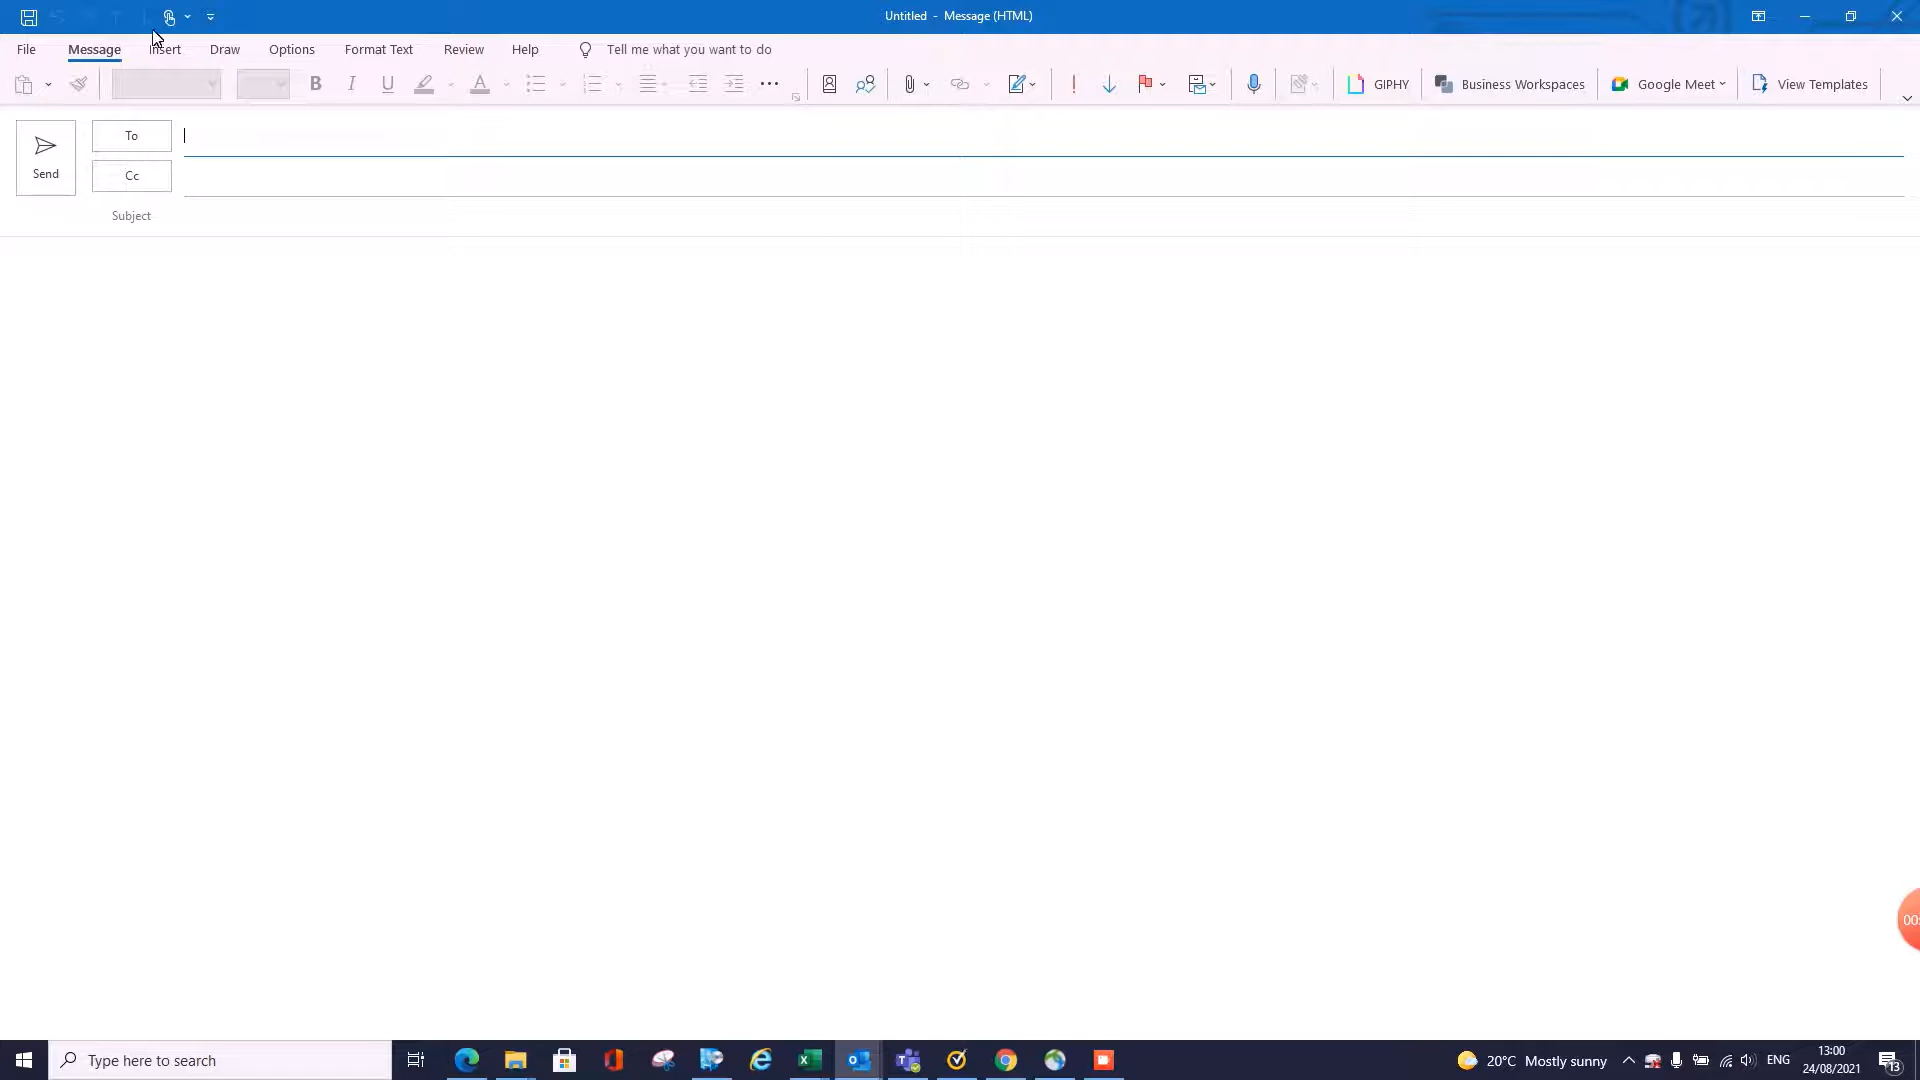 Untitled - Message (HTML)
File Message Insert Draw Options Format Text Review Help Tell me what you want to do
B I U A GIPHY Business Workspaces Google Meet View Templates
To
Send
Cc
Subject
00:
Type here to search
20°C Mostly sunny
ENG
13:00
24/08/2021
13